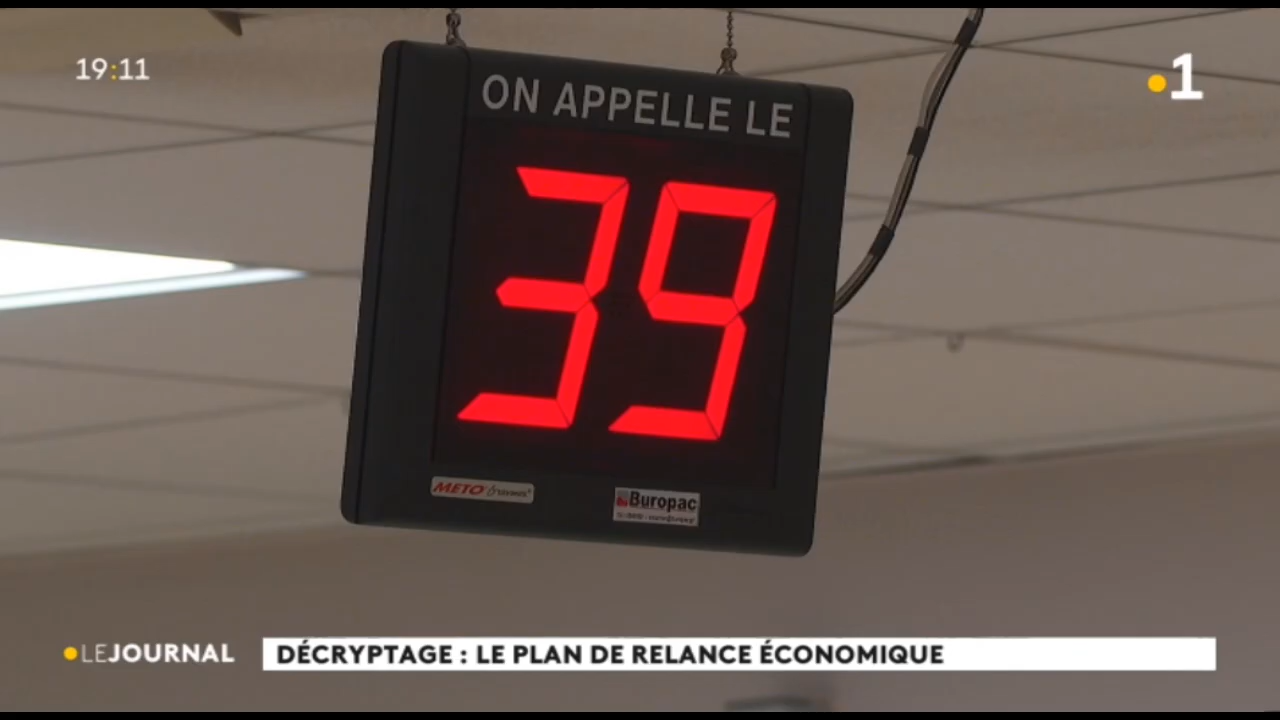 19:11
1
ON APPELLE LE
39
METO
Buropac
LEJOURNAL
DÉCRYPTAGE : LE PLAN DE RELANCE ÉCONOMIQUE